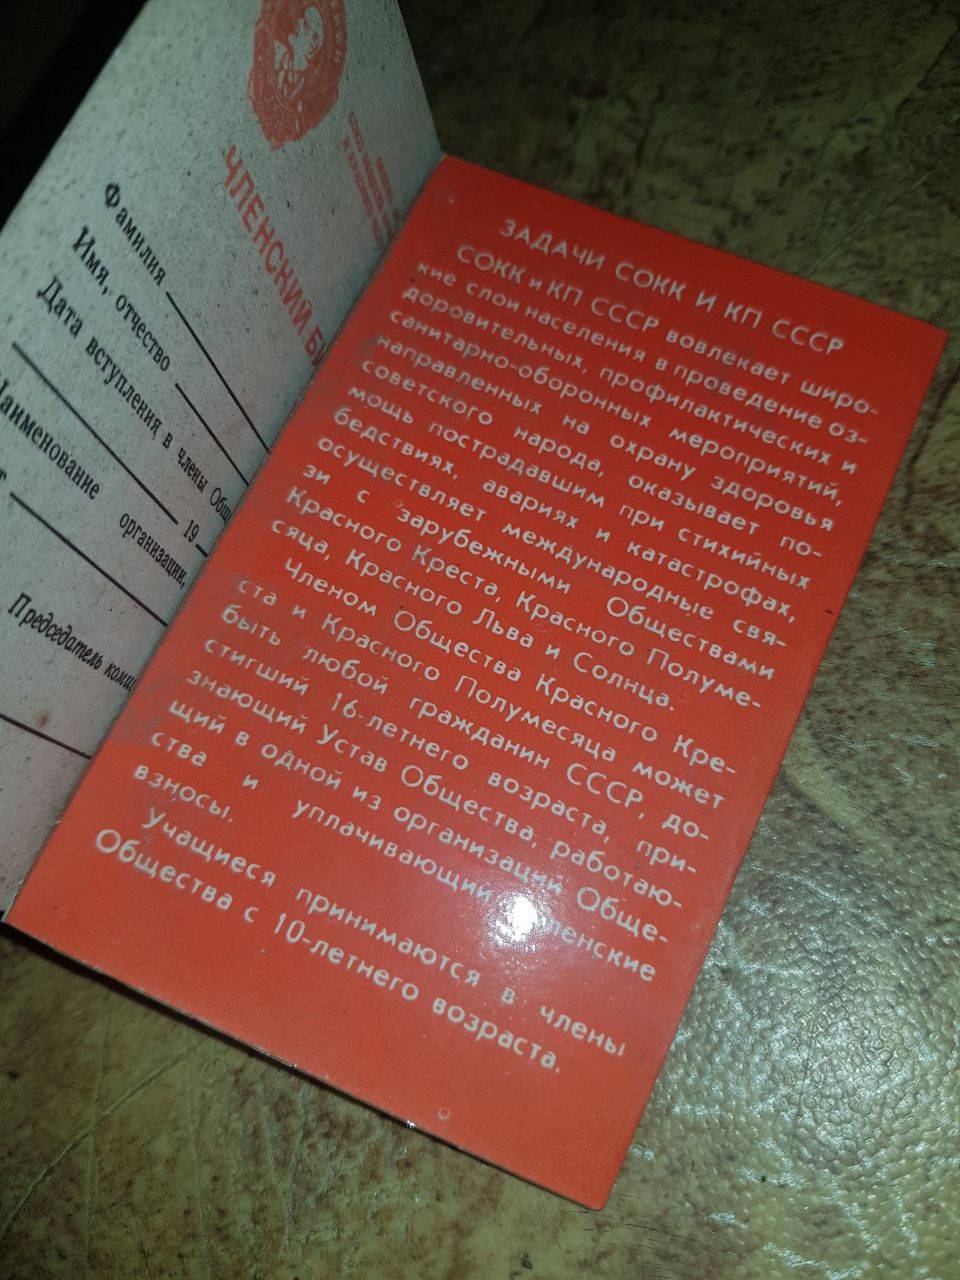 ЧЛЕНСКИЙ
Фамилия
Имя, отчество
Дата вступления в члены
19
организации,
Председатель
ЗАДАЧИ СОКК И КП СССР
СОКК и КП СССР вовлекает широ-
кие слои населения в проведение оз-
доровительных, профилактических и
санитарно-оборонных мероприятий,
направленных на охрану здоровья
советского народа, оказывает по-
мощь пострадавшим при стихийных
бедствиях, авариях и катастрофах,
осуществляет международные свя-
зи с зарубежными Обществами
Красного Креста, Красного Полуме-
сяца, Красного Льва и Солнца.
Членом Общества Красного Кре-
ста и Красного Полумесяца может
быть любой гражданин СССР, до-
стигший 16-летнего возраста, при-
знающий Устав Общества, работаю-
щий в одной из организаций Обще-
ства и уплачивающий членские
взносы.
Учащиеся принимаются в члены
Общества с 10-летнего возраста.